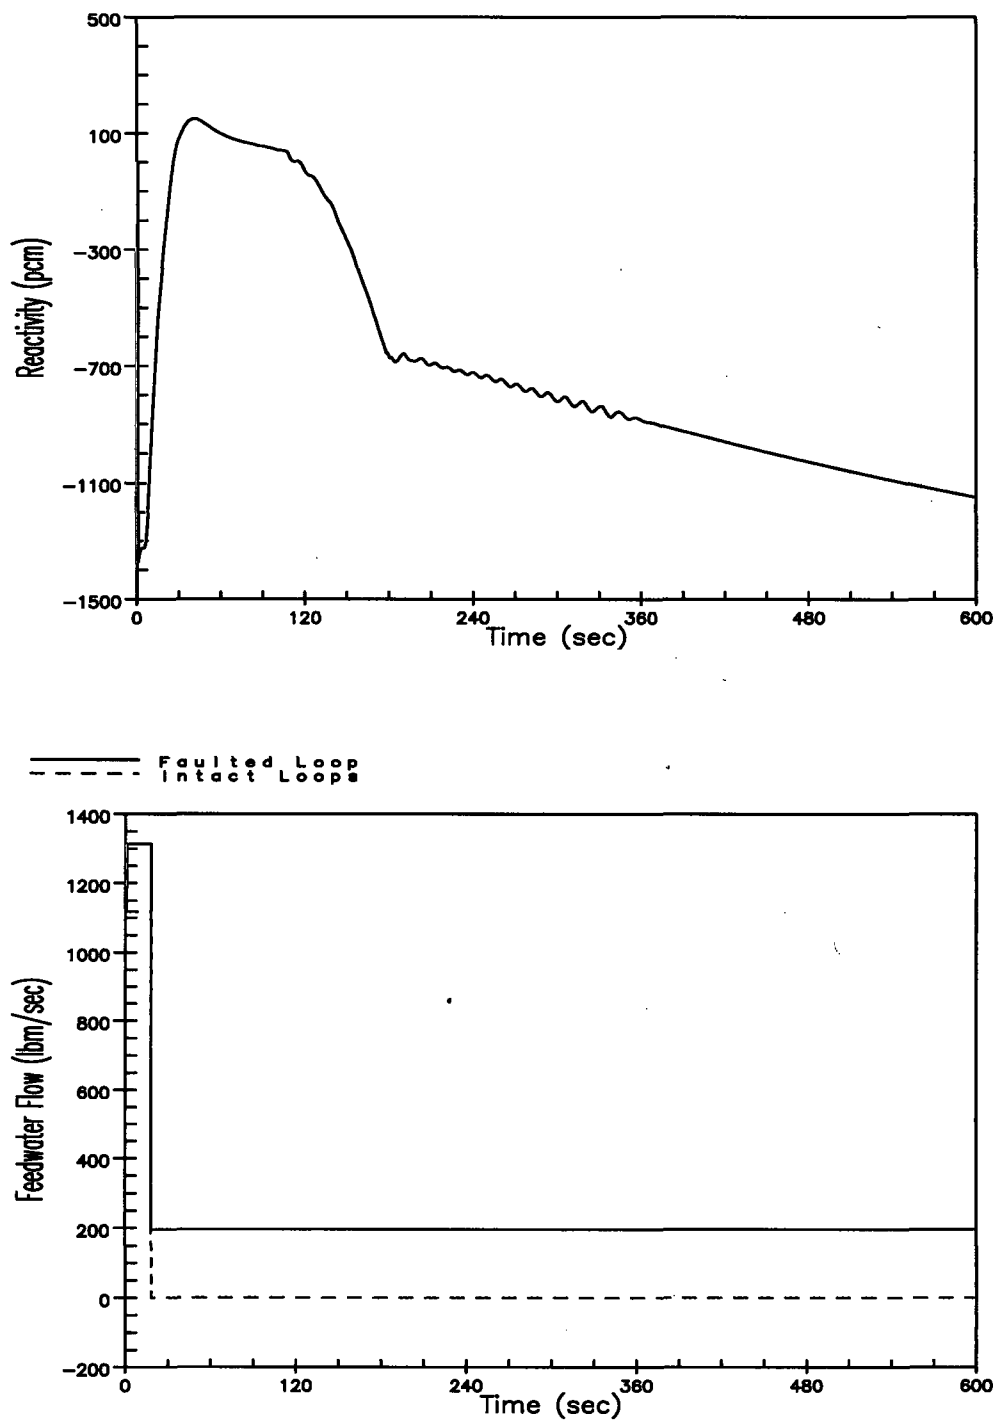 500
100
-300
-700
-1100
-1500
Reactivity (pcm)
0 120 240 360 480 600
Time (sec)
Faulted Loop
Intact Loops
1400
1200
1000
800
600
400
200
0
-200
Feedwater Flow (lbm/sec)
0 120 240 360 480 600
Time (sec)